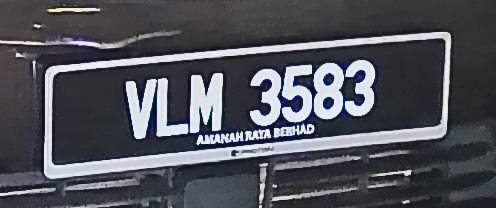 VLM 3583
AMANAH RAYA BERHAD